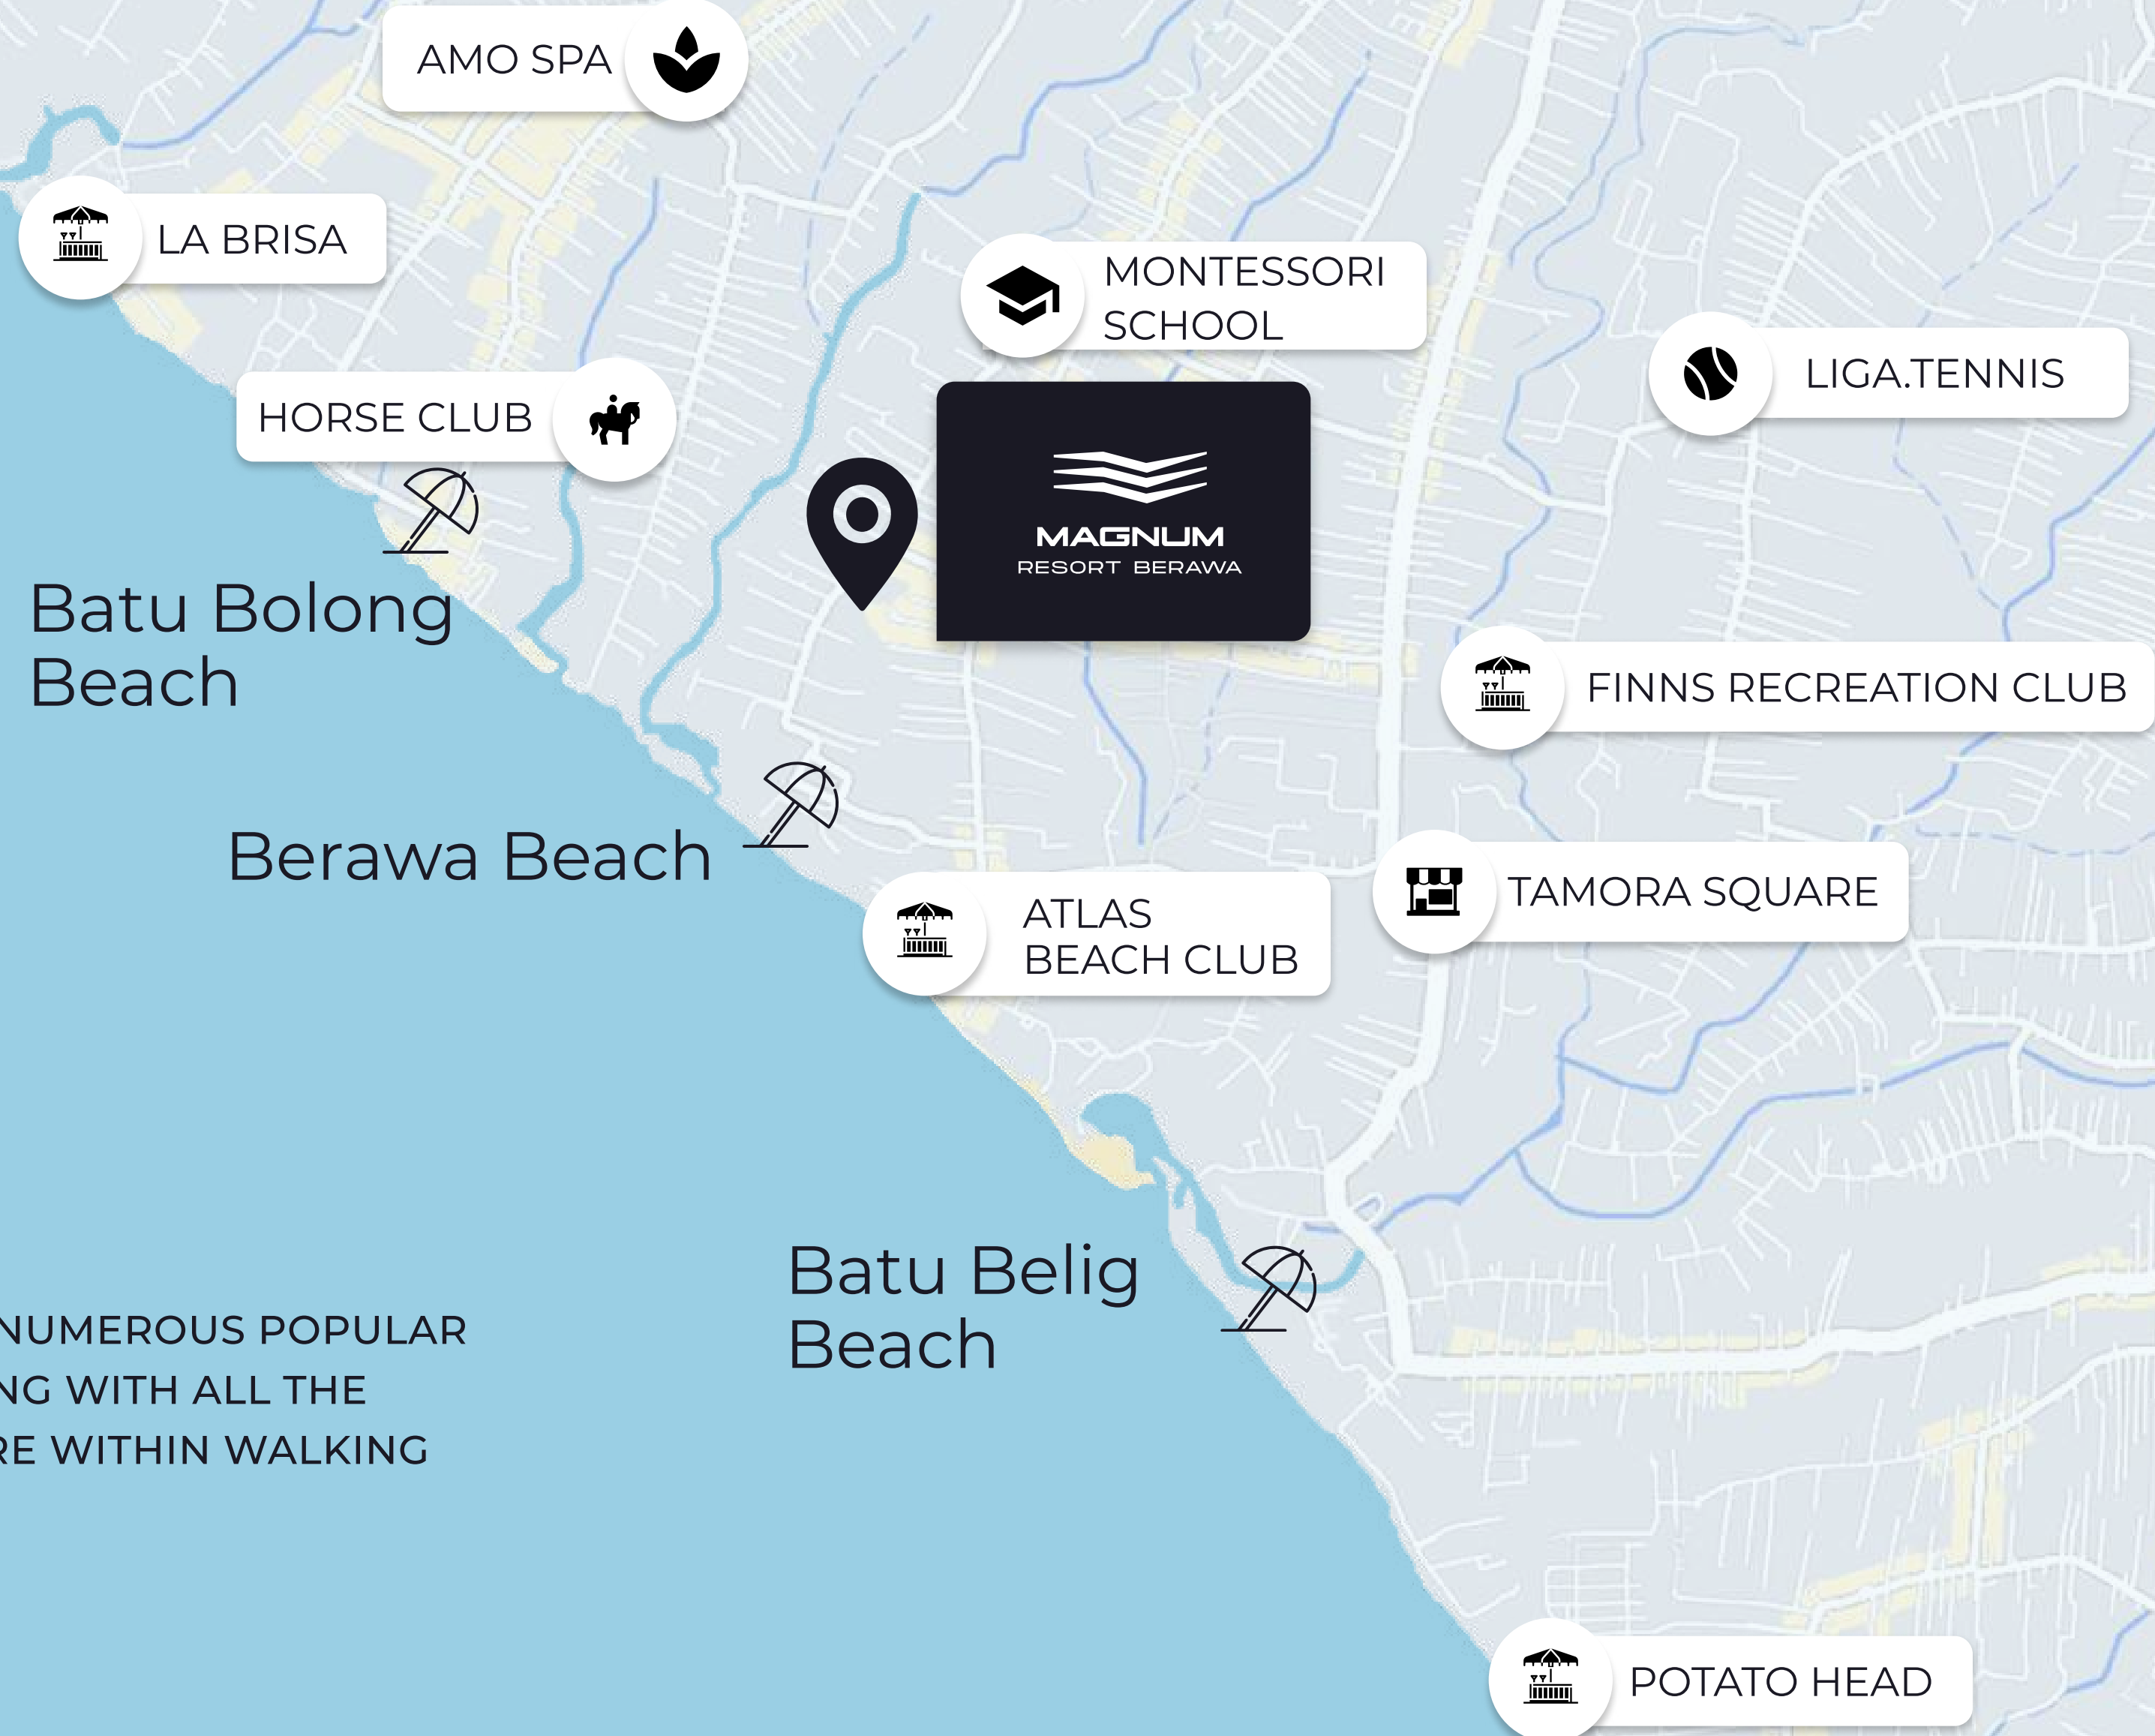 AMO SPA
LA BRISA
MONTESSORI
SCHOOL
LIGA.TENNIS
HORSE CLUB
MAGNUM
RESORT BERAWA
Batu Bolong
Beach
FINNS RECREATION CLUB
Berawa Beach
TAMORA SQUARE
ATLAS
BEACH CLUB
Batu Belig
Beach
NUMEROUS POPULAR
NG WITH ALL THE
RE WITHIN WALKING
POTATO HEAD